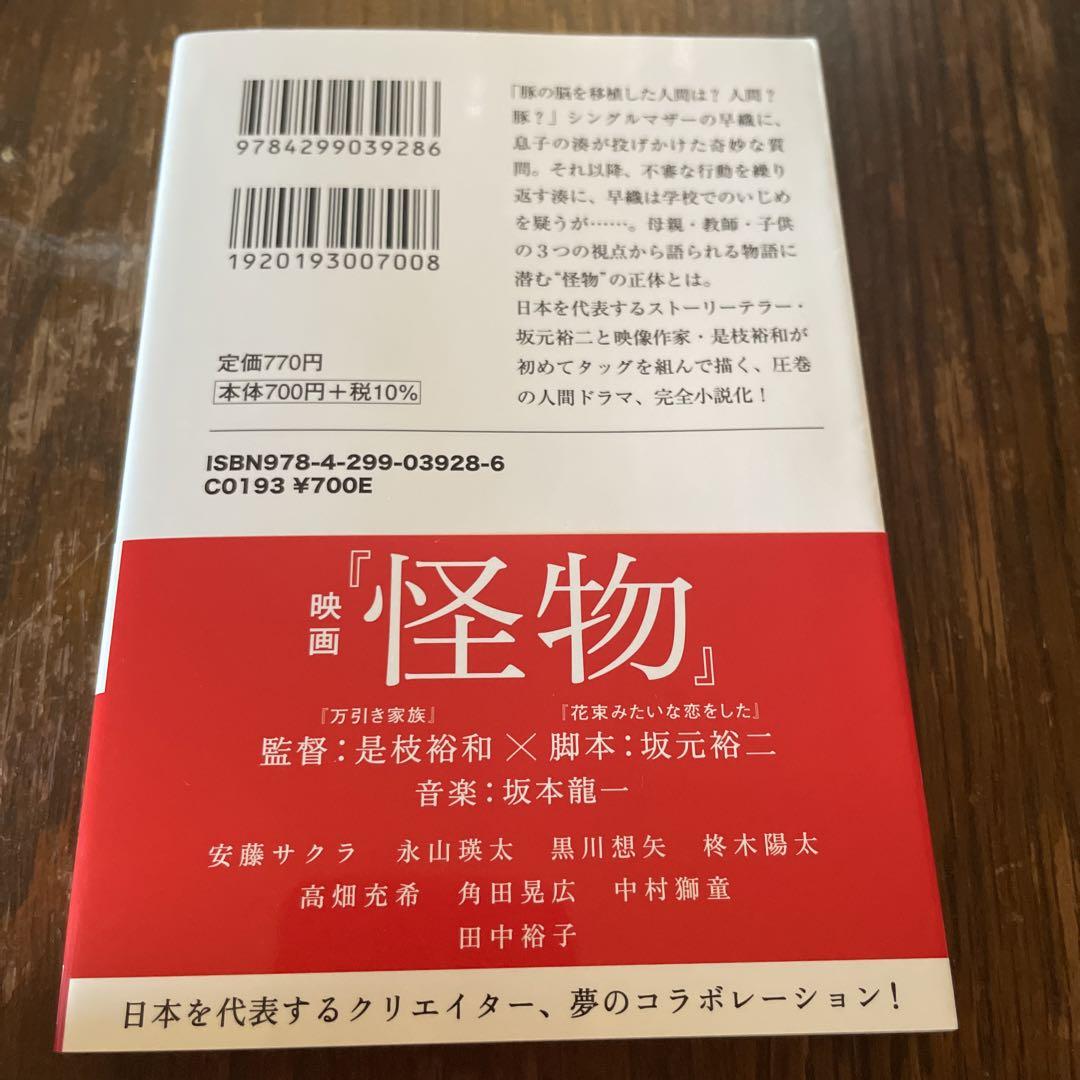 9784299039286
1920193007008
定価770円
本体700円+税10%
「豚の脳を移植した人間は? 人間?
豚?」シングルマザーの早織に、
息子の湊が投げかけた奇妙な質
問。それ以降、不審な行動を繰り
返す湊に、早織は学校でのいじめ
を疑うが……。母親・教師・子供
の3つの視点から語られる物語に
潜む“怪物”の正体とは。
日本を代表するストーリーテラー・
坂元裕二と映像作家・是枝裕和が
初めてタッグを組んで描く、圧巻
の人間ドラマ、完全小説化!
ISBN978-4-299-03928-6
C0193 ¥700E
映画『怪物』
『万引き家族』 『花束みたいな恋をした』
監督:是枝裕和×脚本:坂元裕二
音楽:坂本龍一
安藤サクラ 永山瑛太 黒川想矢 柊木陽太
高畑充希 角田晃広 中村獅童
田中裕子
日本を代表するクリエイター、夢のコラボレーション!